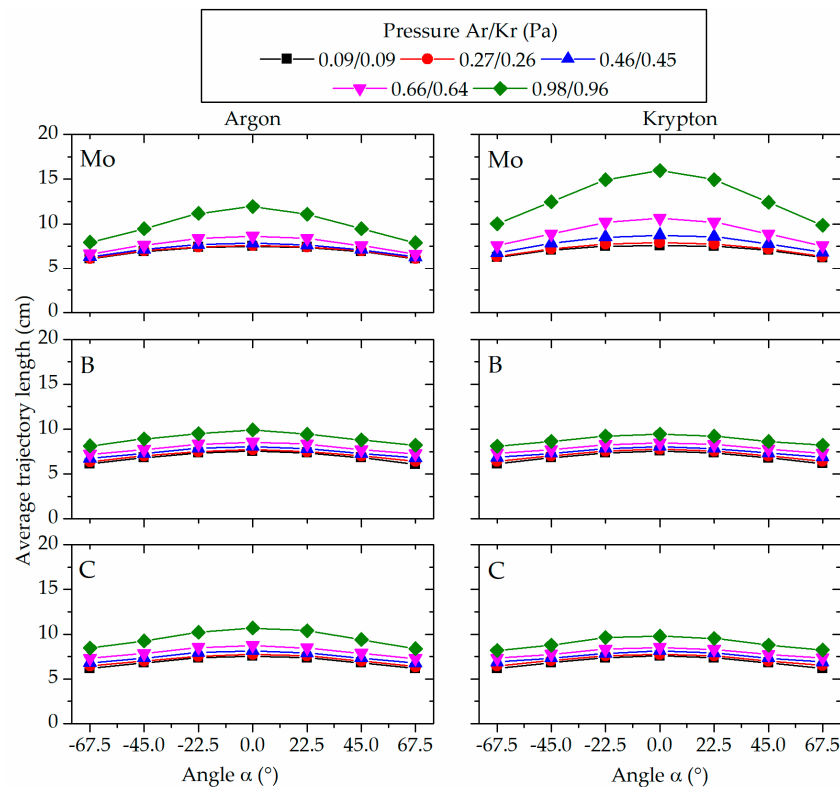 Pressure Ar/Kr (Pa)
0.09/0.09 0.27/0.26 0.46/0.45
0.66/0.64 0.98/0.96
Argon Krypton
Average trajectory length (cm)
20
15
10
5
0
Mo
Mo
20
15
10
5
0
B
B
20
15
10
5
0
C
C
-67.5 -45.0 -22.5 0.0 22.5 45.0 67.5
-67.5 -45.0 -22.5 0.0 22.5 45.0 67.5
Angle α (°) Angle α (°)